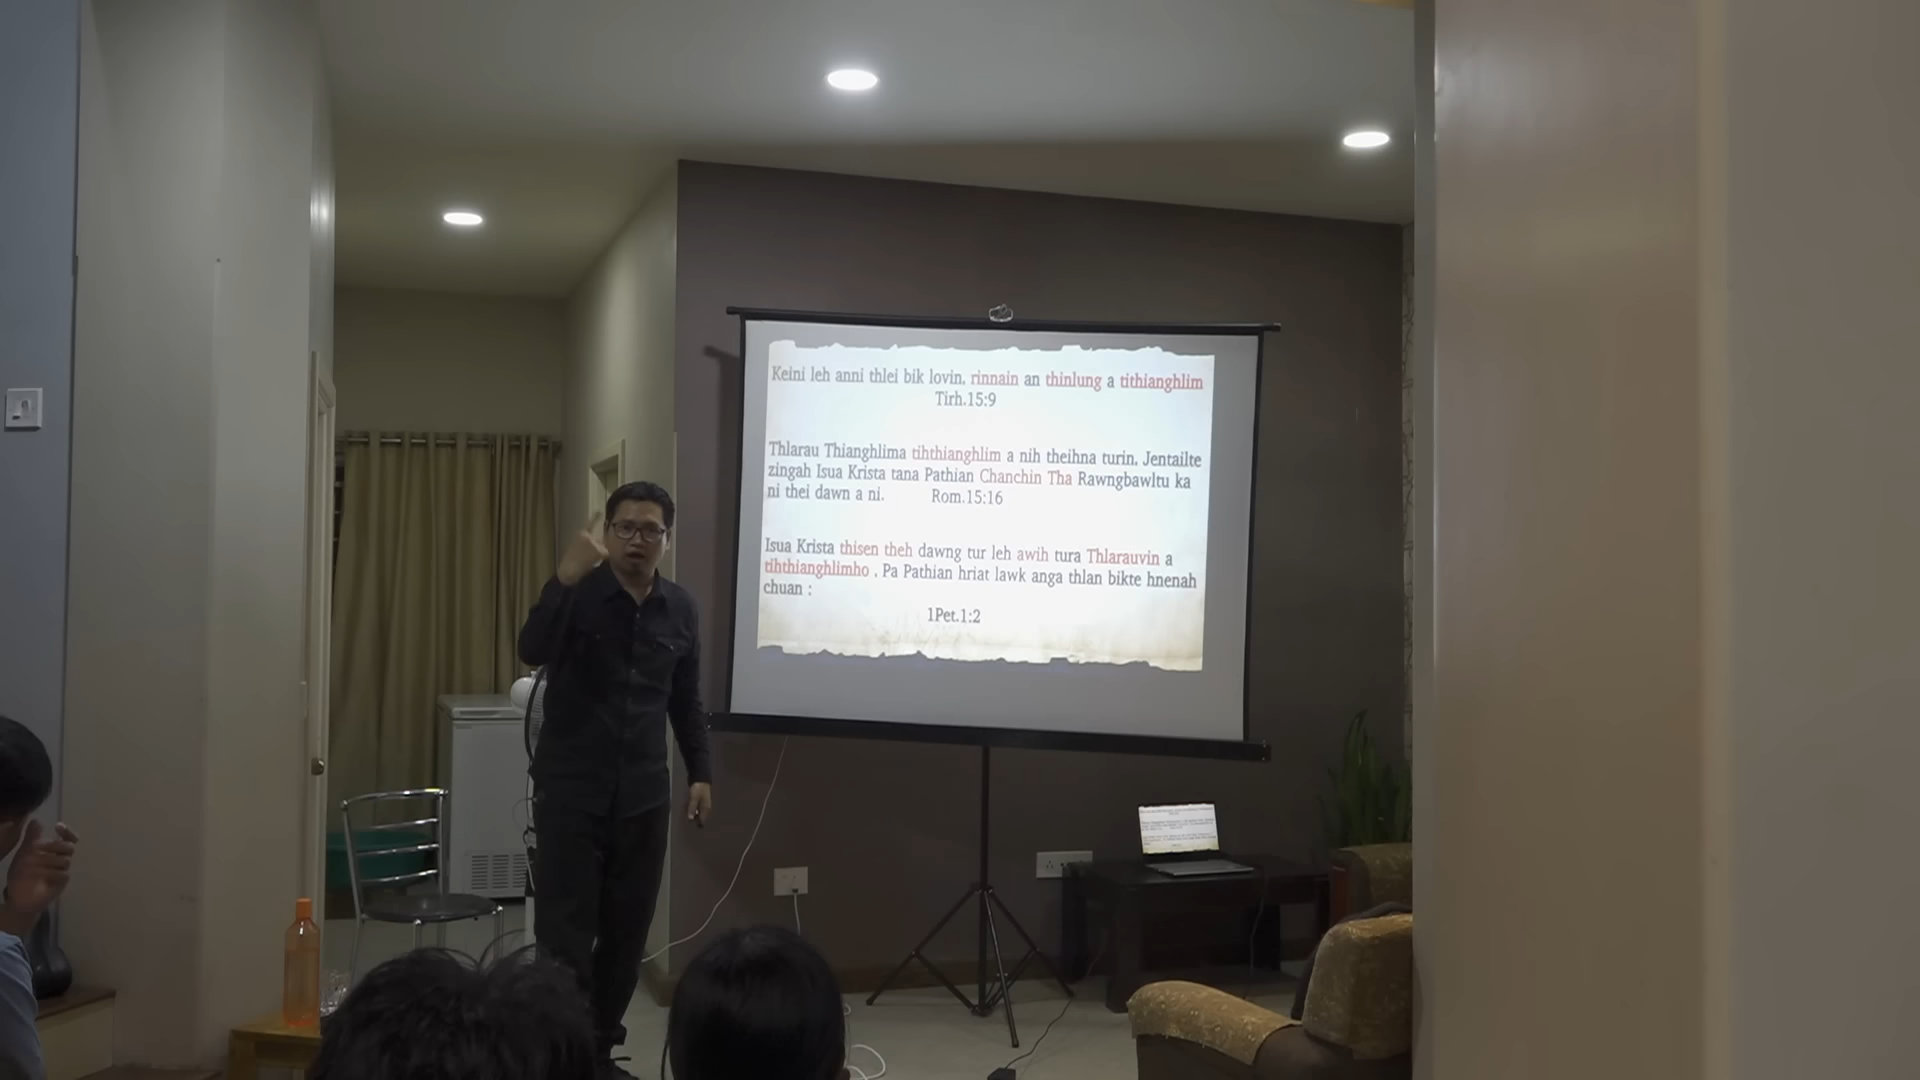 Keini leh anni thlei bik lovin, rinnain an thinlung a tithianghlim
Tirh.15:9
Thlarau Thianghlima tihthianghlim a nih theihna turin, Jentailte
zingah Isua Krista tana Pathian Chanchin Tha Rawngbawltu ka
ni thei dawn a ni. Rom.15:16
Isua Krista thisen theh dawng tur leh awih tura Thlarauvin a
tihthianghlimho . Pa Pathian hriat lawk anga thlan bikte hnenah
chuan :
1Pet.1:2